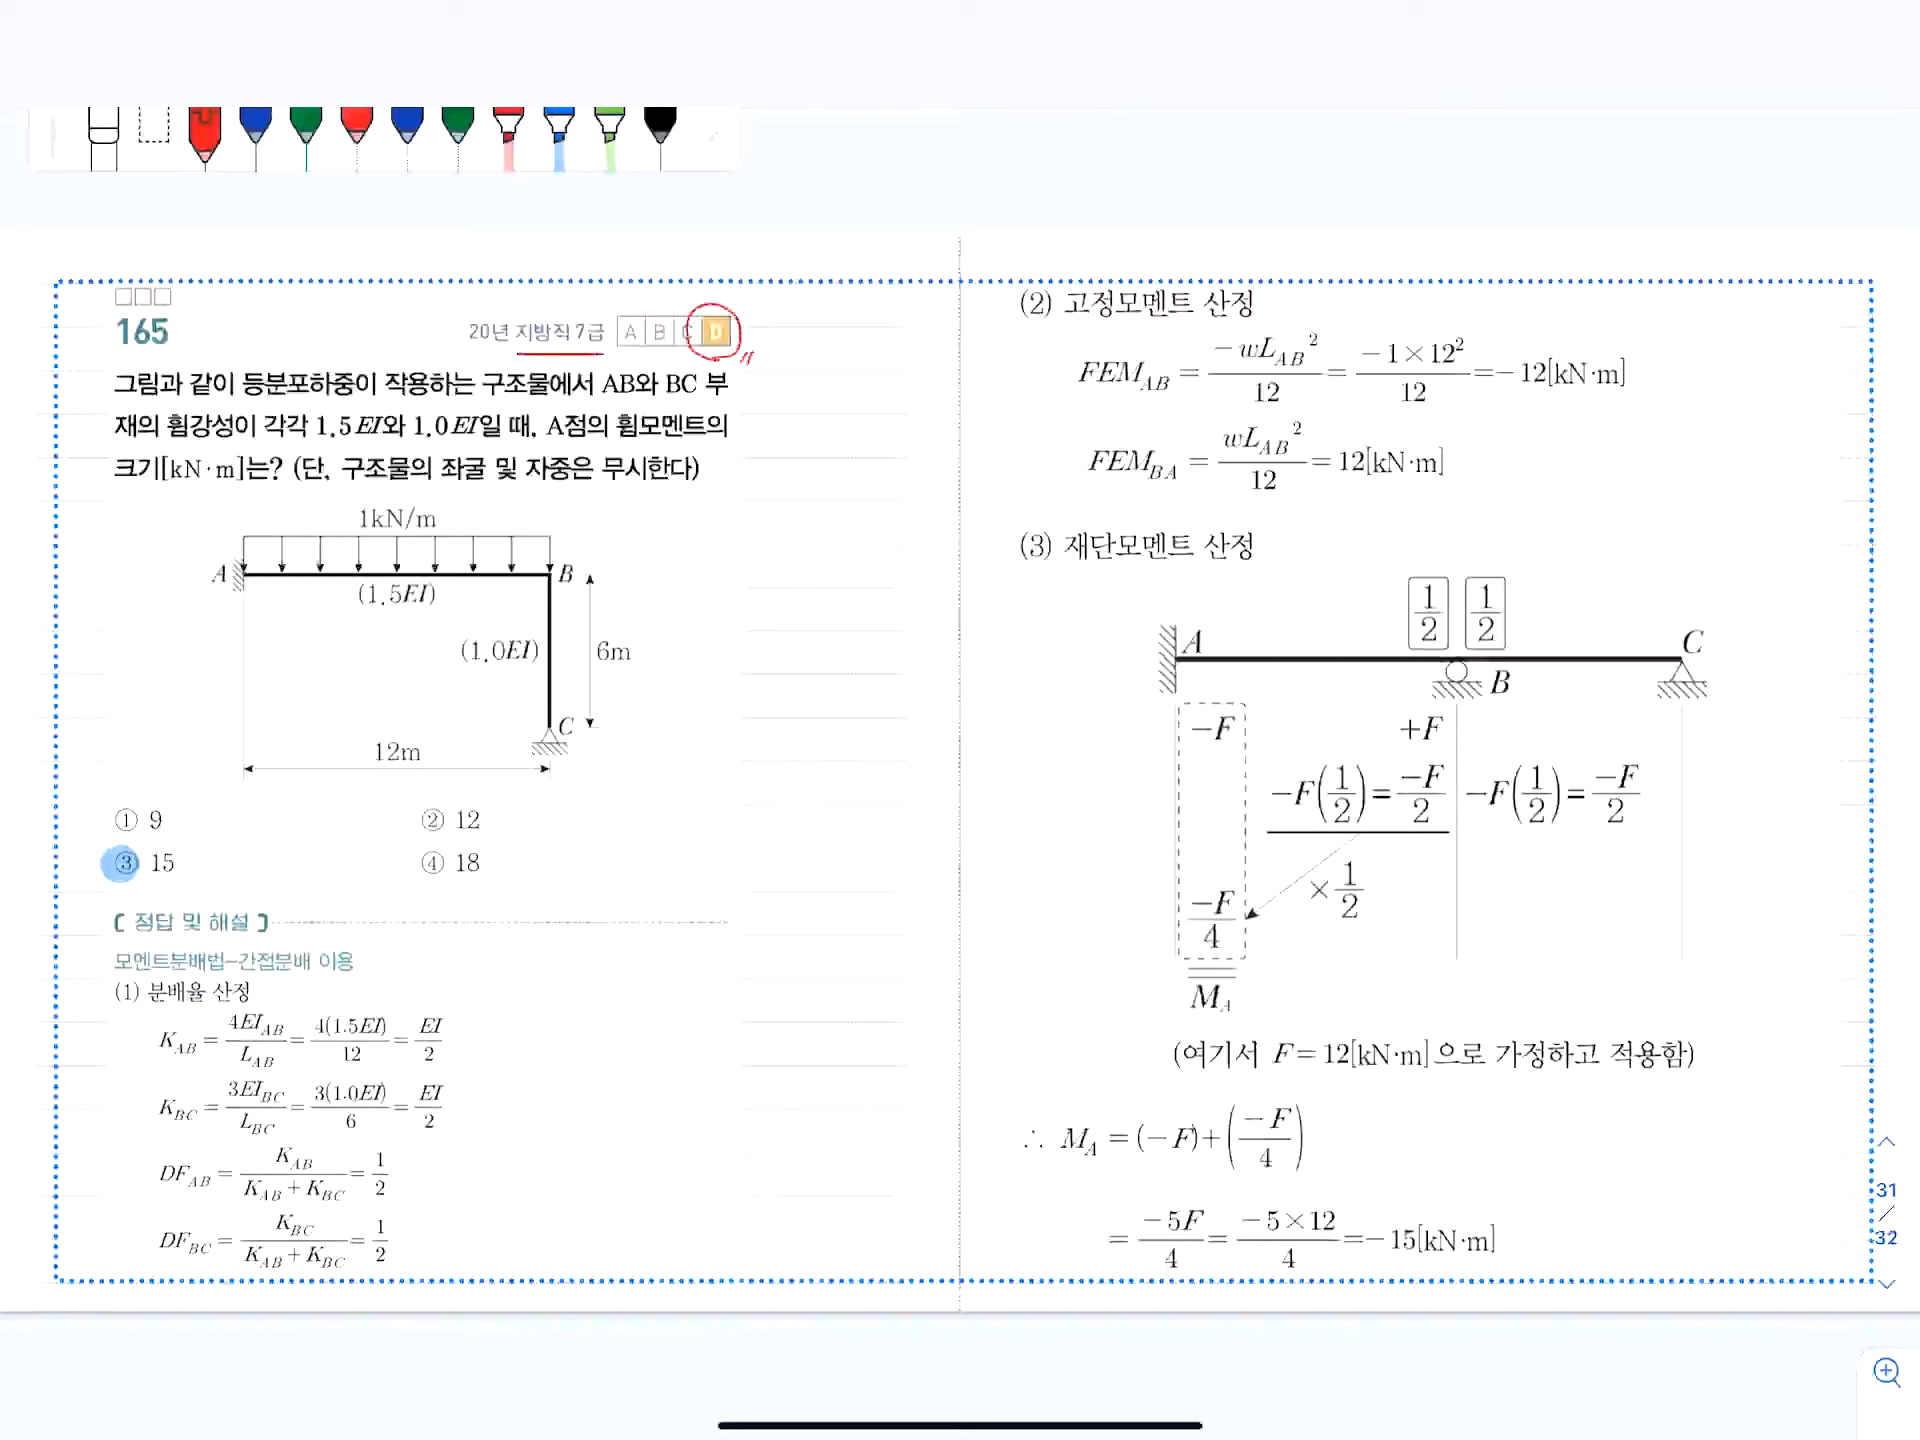 165
20년 지방직 7급 A B C D
그림과 같이 등분포하중이 작용하는 구조물에서 AB와 BC 부
재의 휨강성이 각각 1.5EI와 1.0EI일 때, A점의 휨모멘트의
크기[kN·m]는? (단, 구조물의 좌굴 및 자중은 무시한다)
1kN/m
A B
(1.5EI)
(1.0EI) 6m
C
12m
① 9 ② 12
③ 15 ④ 18
[ 정답 및 해설 ]
모멘트분배법-간접분배 이용
(1) 분배율 산정
K_AB = 4EI_AB / L_AB = 4(1.5EI) / 12 = EI / 2
K_BC = 3EI_BC / L_BC = 3(1.0EI) / 6 = EI / 2
DF_AB = K_AB / (K_AB + K_BC) = 1 / 2
DF_BC = K_BC / (K_AB + K_BC) = 1 / 2
(2) 고정모멘트 산정
FEM_AB = -wL_AB² / 12 = -1×12² / 12 = -12[kN·m]
FEM_BA = wL_AB² / 12 = 12[kN·m]
(3) 재단모멘트 산정
1/2 1/2
A B C
-F +F
-F(1/2) = -F/2 -F(1/2) = -F/2
×1/2
-F/4
M_A
(여기서 F = 12[kN·m]으로 가정하고 적용함)
∴ M_A = (-F) + (-F/4)
= -5F / 4 = -5×12 / 4 = -15[kN·m]
31
/
32